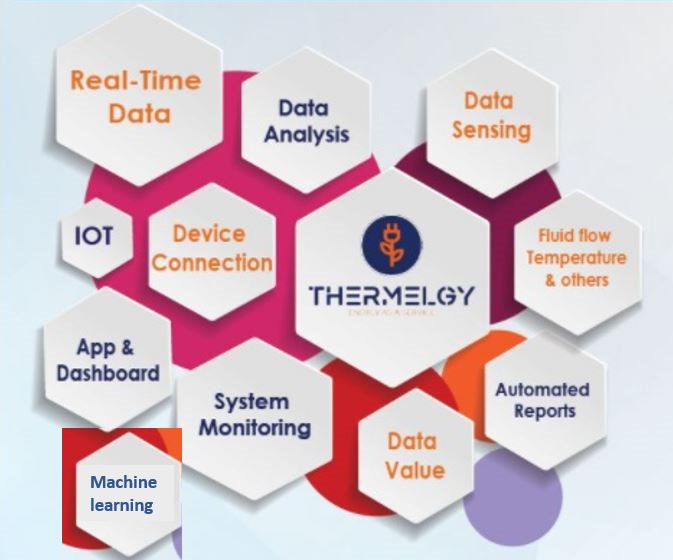 Real-Time
Data
Data
Analysis
Data
Sensing
IOT
Device
Connection
THERMELGY
ENERGY AS A SERVICE
Fluid flow
Temperature
& others
App &
Dashboard
System
Monitoring
Data
Value
Automated
Reports
Machine
learning